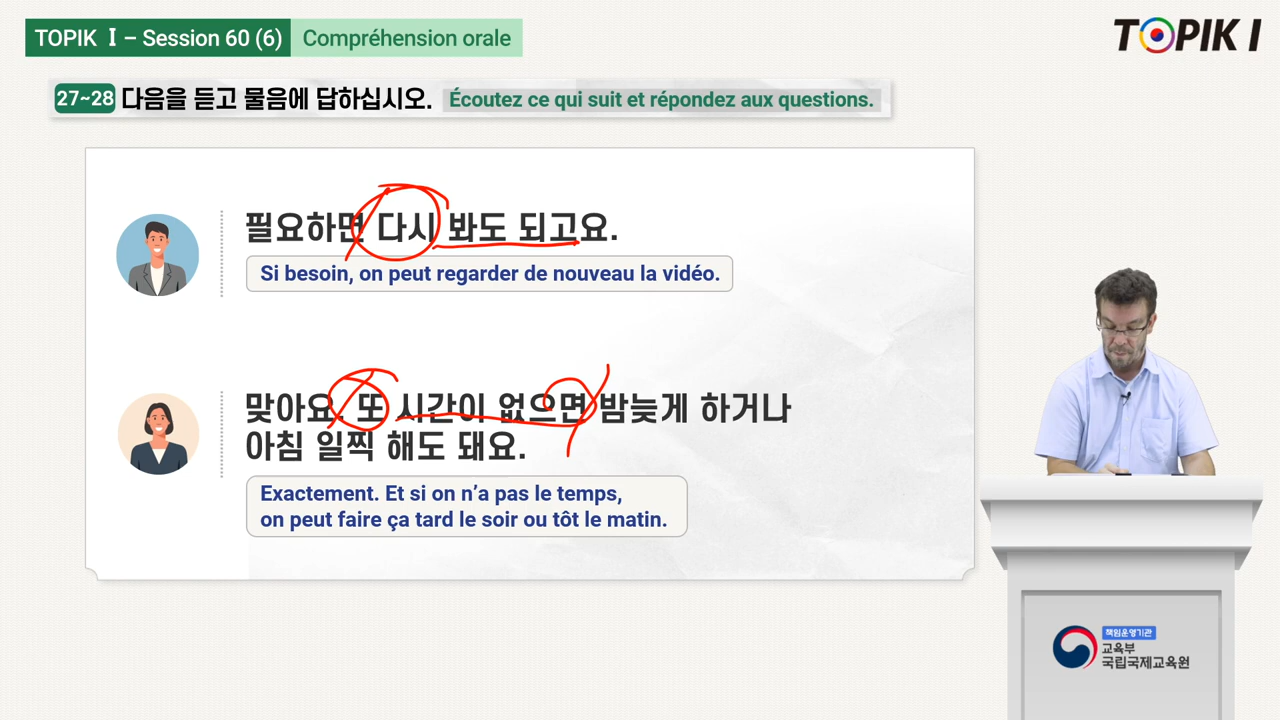 TOPIK Ⅰ – Session 60 (6) Compréhension orale
TOPIK I
27~28 다음을 듣고 물음에 답하십시오. Écoutez ce qui suit et répondez aux questions.
필요하면 다시 봐도 되고요.
Si besoin, on peut regarder de nouveau la vidéo.
맞아요. 또 시간이 없으면 밤늦게 하거나
아침 일찍 해도 돼요.
Exactement. Et si on n’a pas le temps,
on peut faire ça tard le soir ou tôt le matin.
책임운영기관
교육부
국립국제교육원